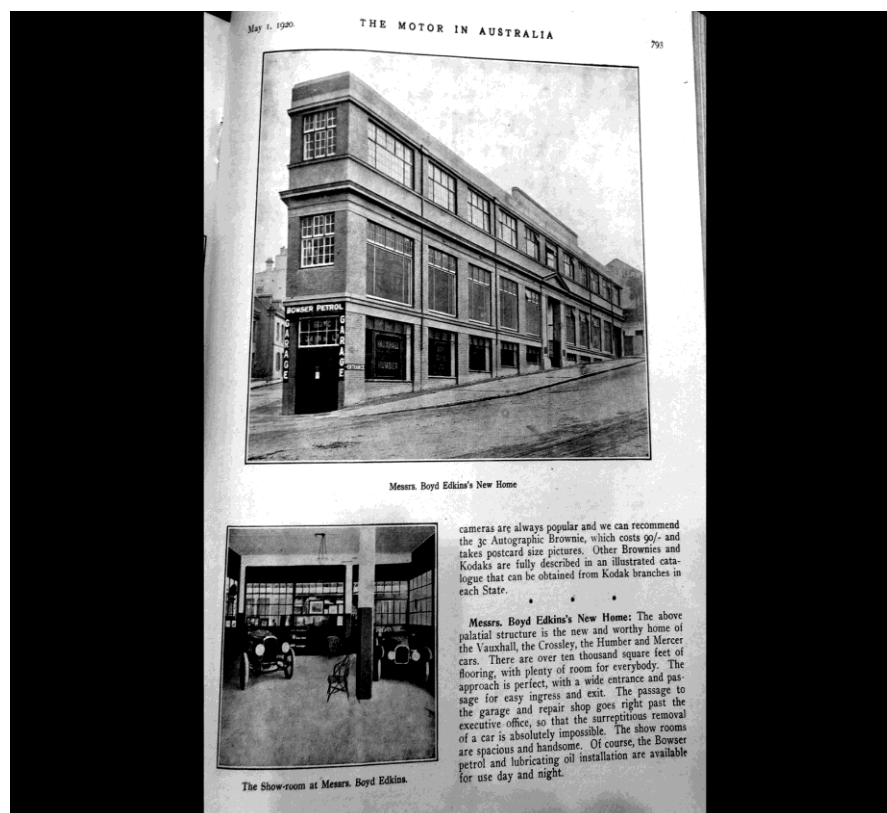 May 1, 1920.
THE MOTOR IN AUSTRALIA
793
BOWSER PETROL
GARAGE
GARAGE
ENTRANCE
VAUXHALL
HUMBER
Messrs. Boyd Edkins's New Home
cameras are always popular and we can recommend
the 3c Autographic Brownie, which costs 90/- and
takes postcard size pictures. Other Brownies and
Kodaks are fully described in an illustrated cata-
logue that can be obtained from Kodak branches in
each State.
Messrs. Boyd Edkins's New Home: The above
palatial structure is the new and worthy home of
the Vauxhall, the Crossley, the Humber and Mercer
cars. There are over ten thousand square feet of
flooring, with plenty of room for everybody. The
approach is perfect, with a wide entrance and pas-
sage for easy ingress and exit. The passage to
the garage and repair shop goes right past the
executive office, so that the surreptitious removal
of a car is absolutely impossible. The show rooms
are spacious and handsome. Of course, the Bowser
petrol and lubricating oil installation are available
for use day and night.
The Show-room at Messrs. Boyd Edkins.